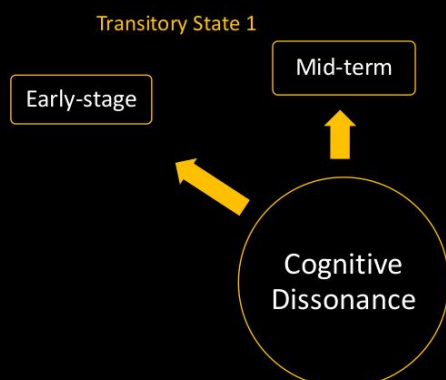 Transitory State 1
Mid-term
Early-stage
Cognitive
Dissonance